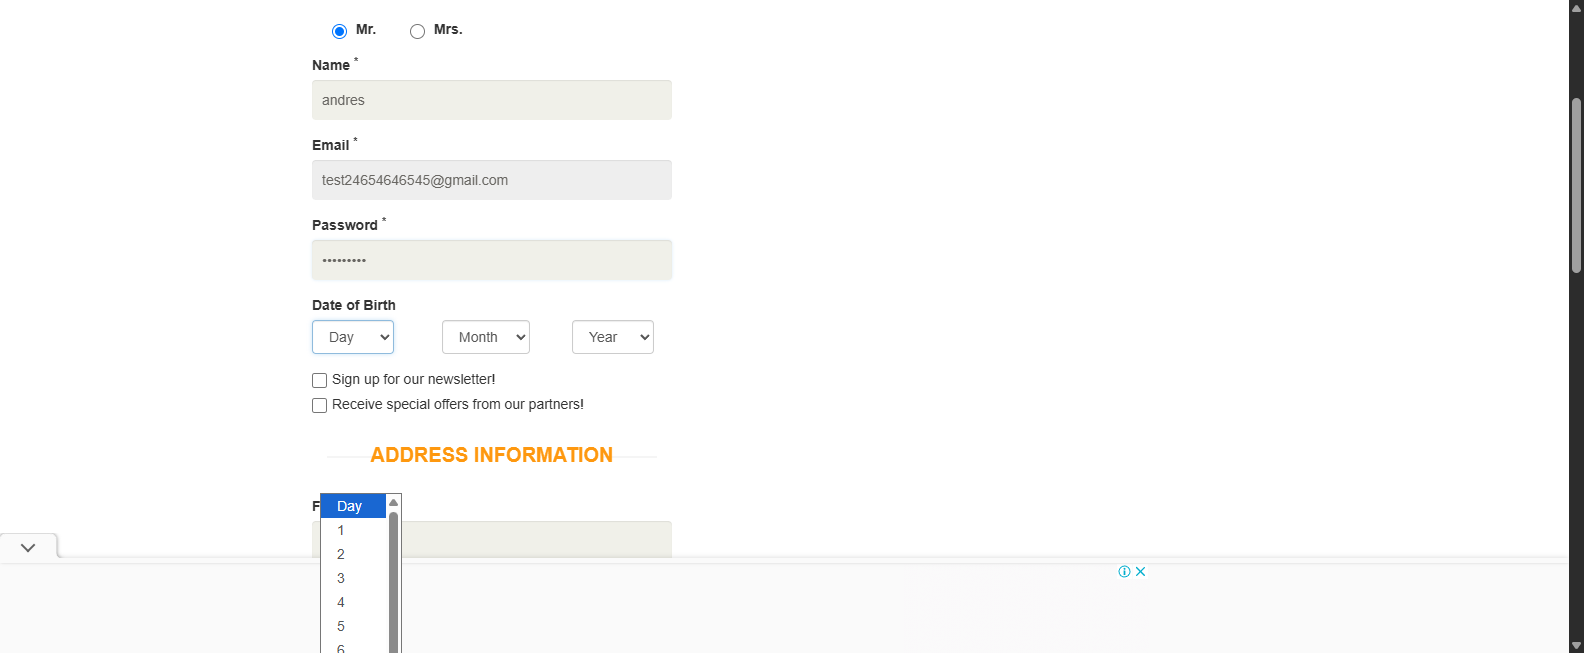 Mr. Mrs.
Name *
andres
Email *
test24654646545@gmail.com
Password *
•••••••••
Date of Birth
Day Month Year
Sign up for our newsletter!
Receive special offers from our partners!
ADDRESS INFORMATION
F
Day
1
2
3
4
5
6